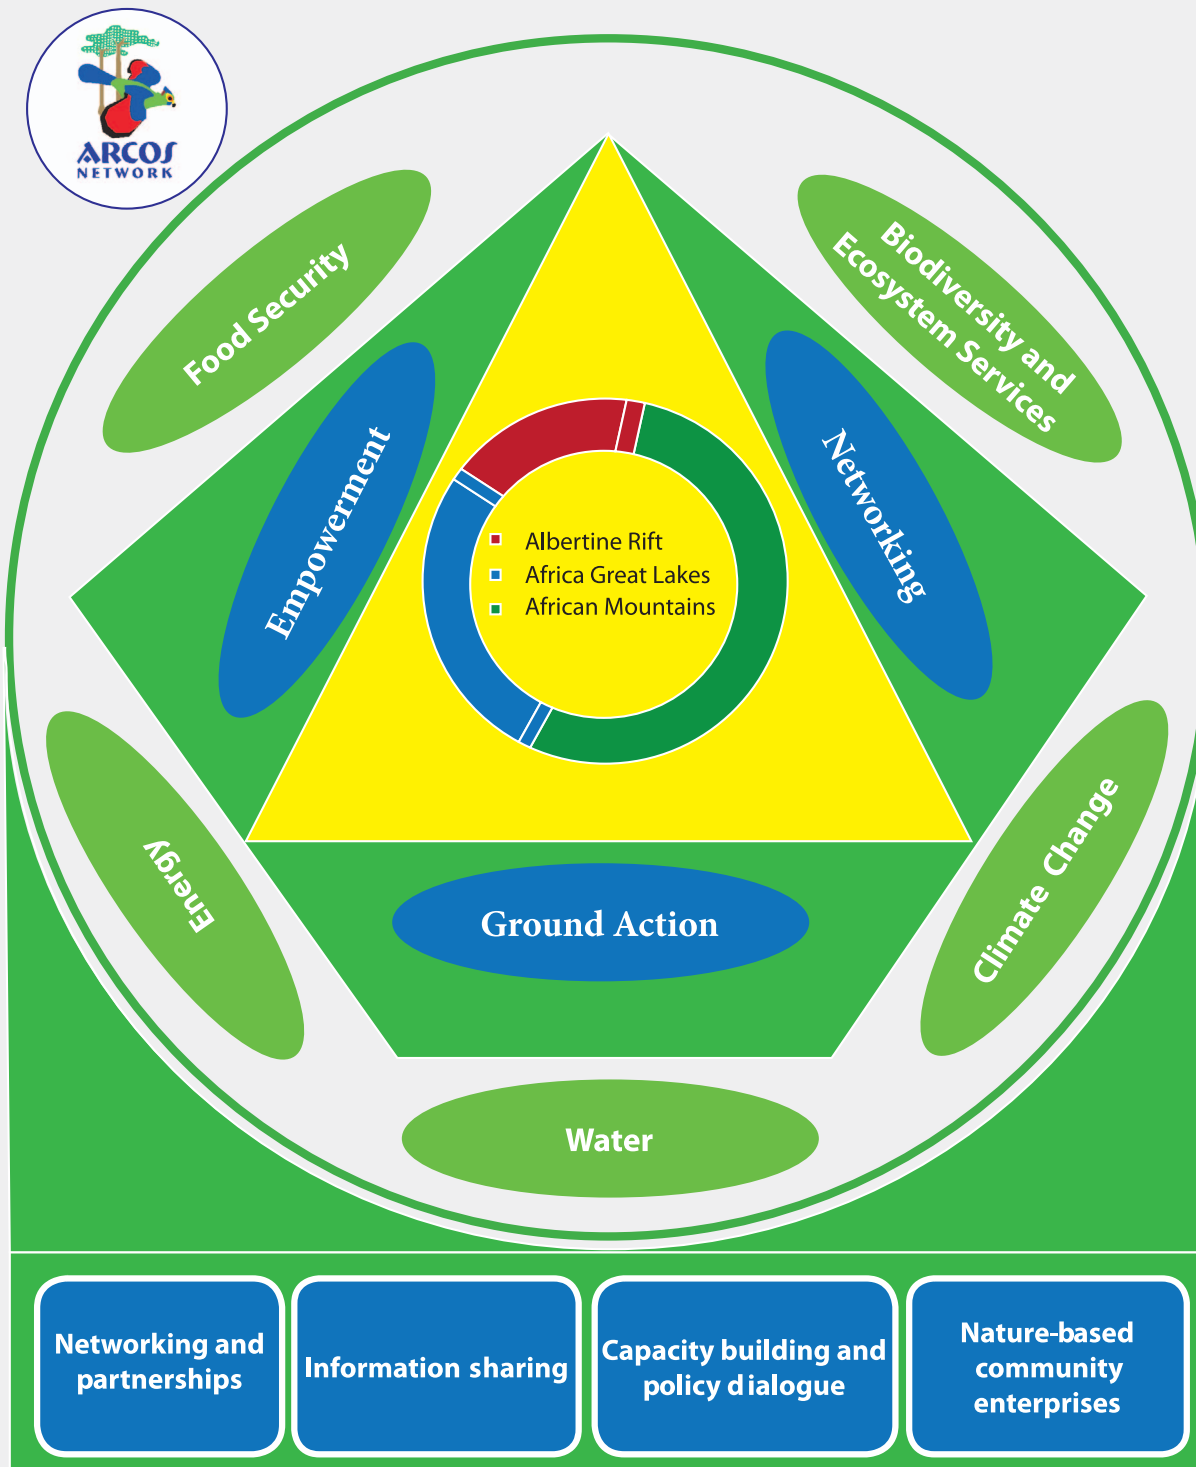 ARCOS
NETWORK
Food Security
Biodiversity and
Ecosystem Services
Empowerment
Networking
Albertine Rift
Africa Great Lakes
African Mountains
Energy
Climate Change
Ground Action
Water
Networking and
partnerships
Information sharing
Capacity building and
policy dialogue
Nature-based
community
enterprises